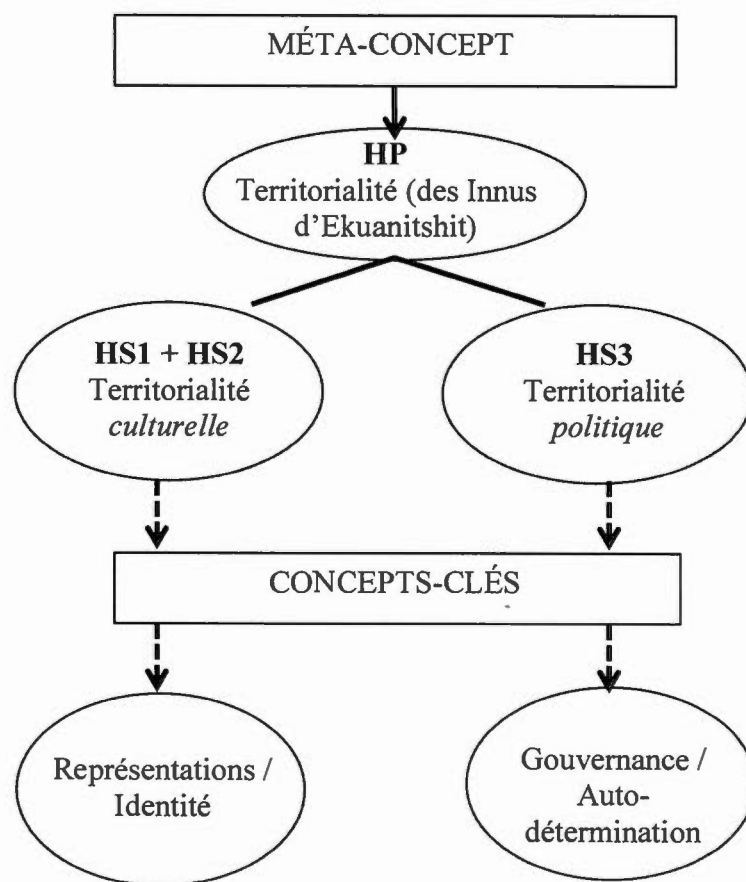 MÉTA-CONCEPT
HP
Territorialité (des Innus
d'Ekuanitshit)
HS1 + HS2
Territorialité
culturelle
HS3
Territorialité
politique
CONCEPTS-CLÉS
Représentations /
Identité
Gouvernance /
Auto-
détermination